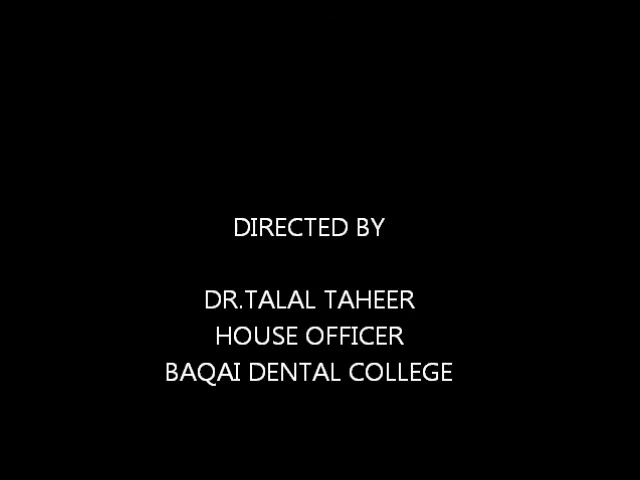 DIRECTED BY
DR.TALAL TAHEER
HOUSE OFFICER
BAQAI DENTAL COLLEGE